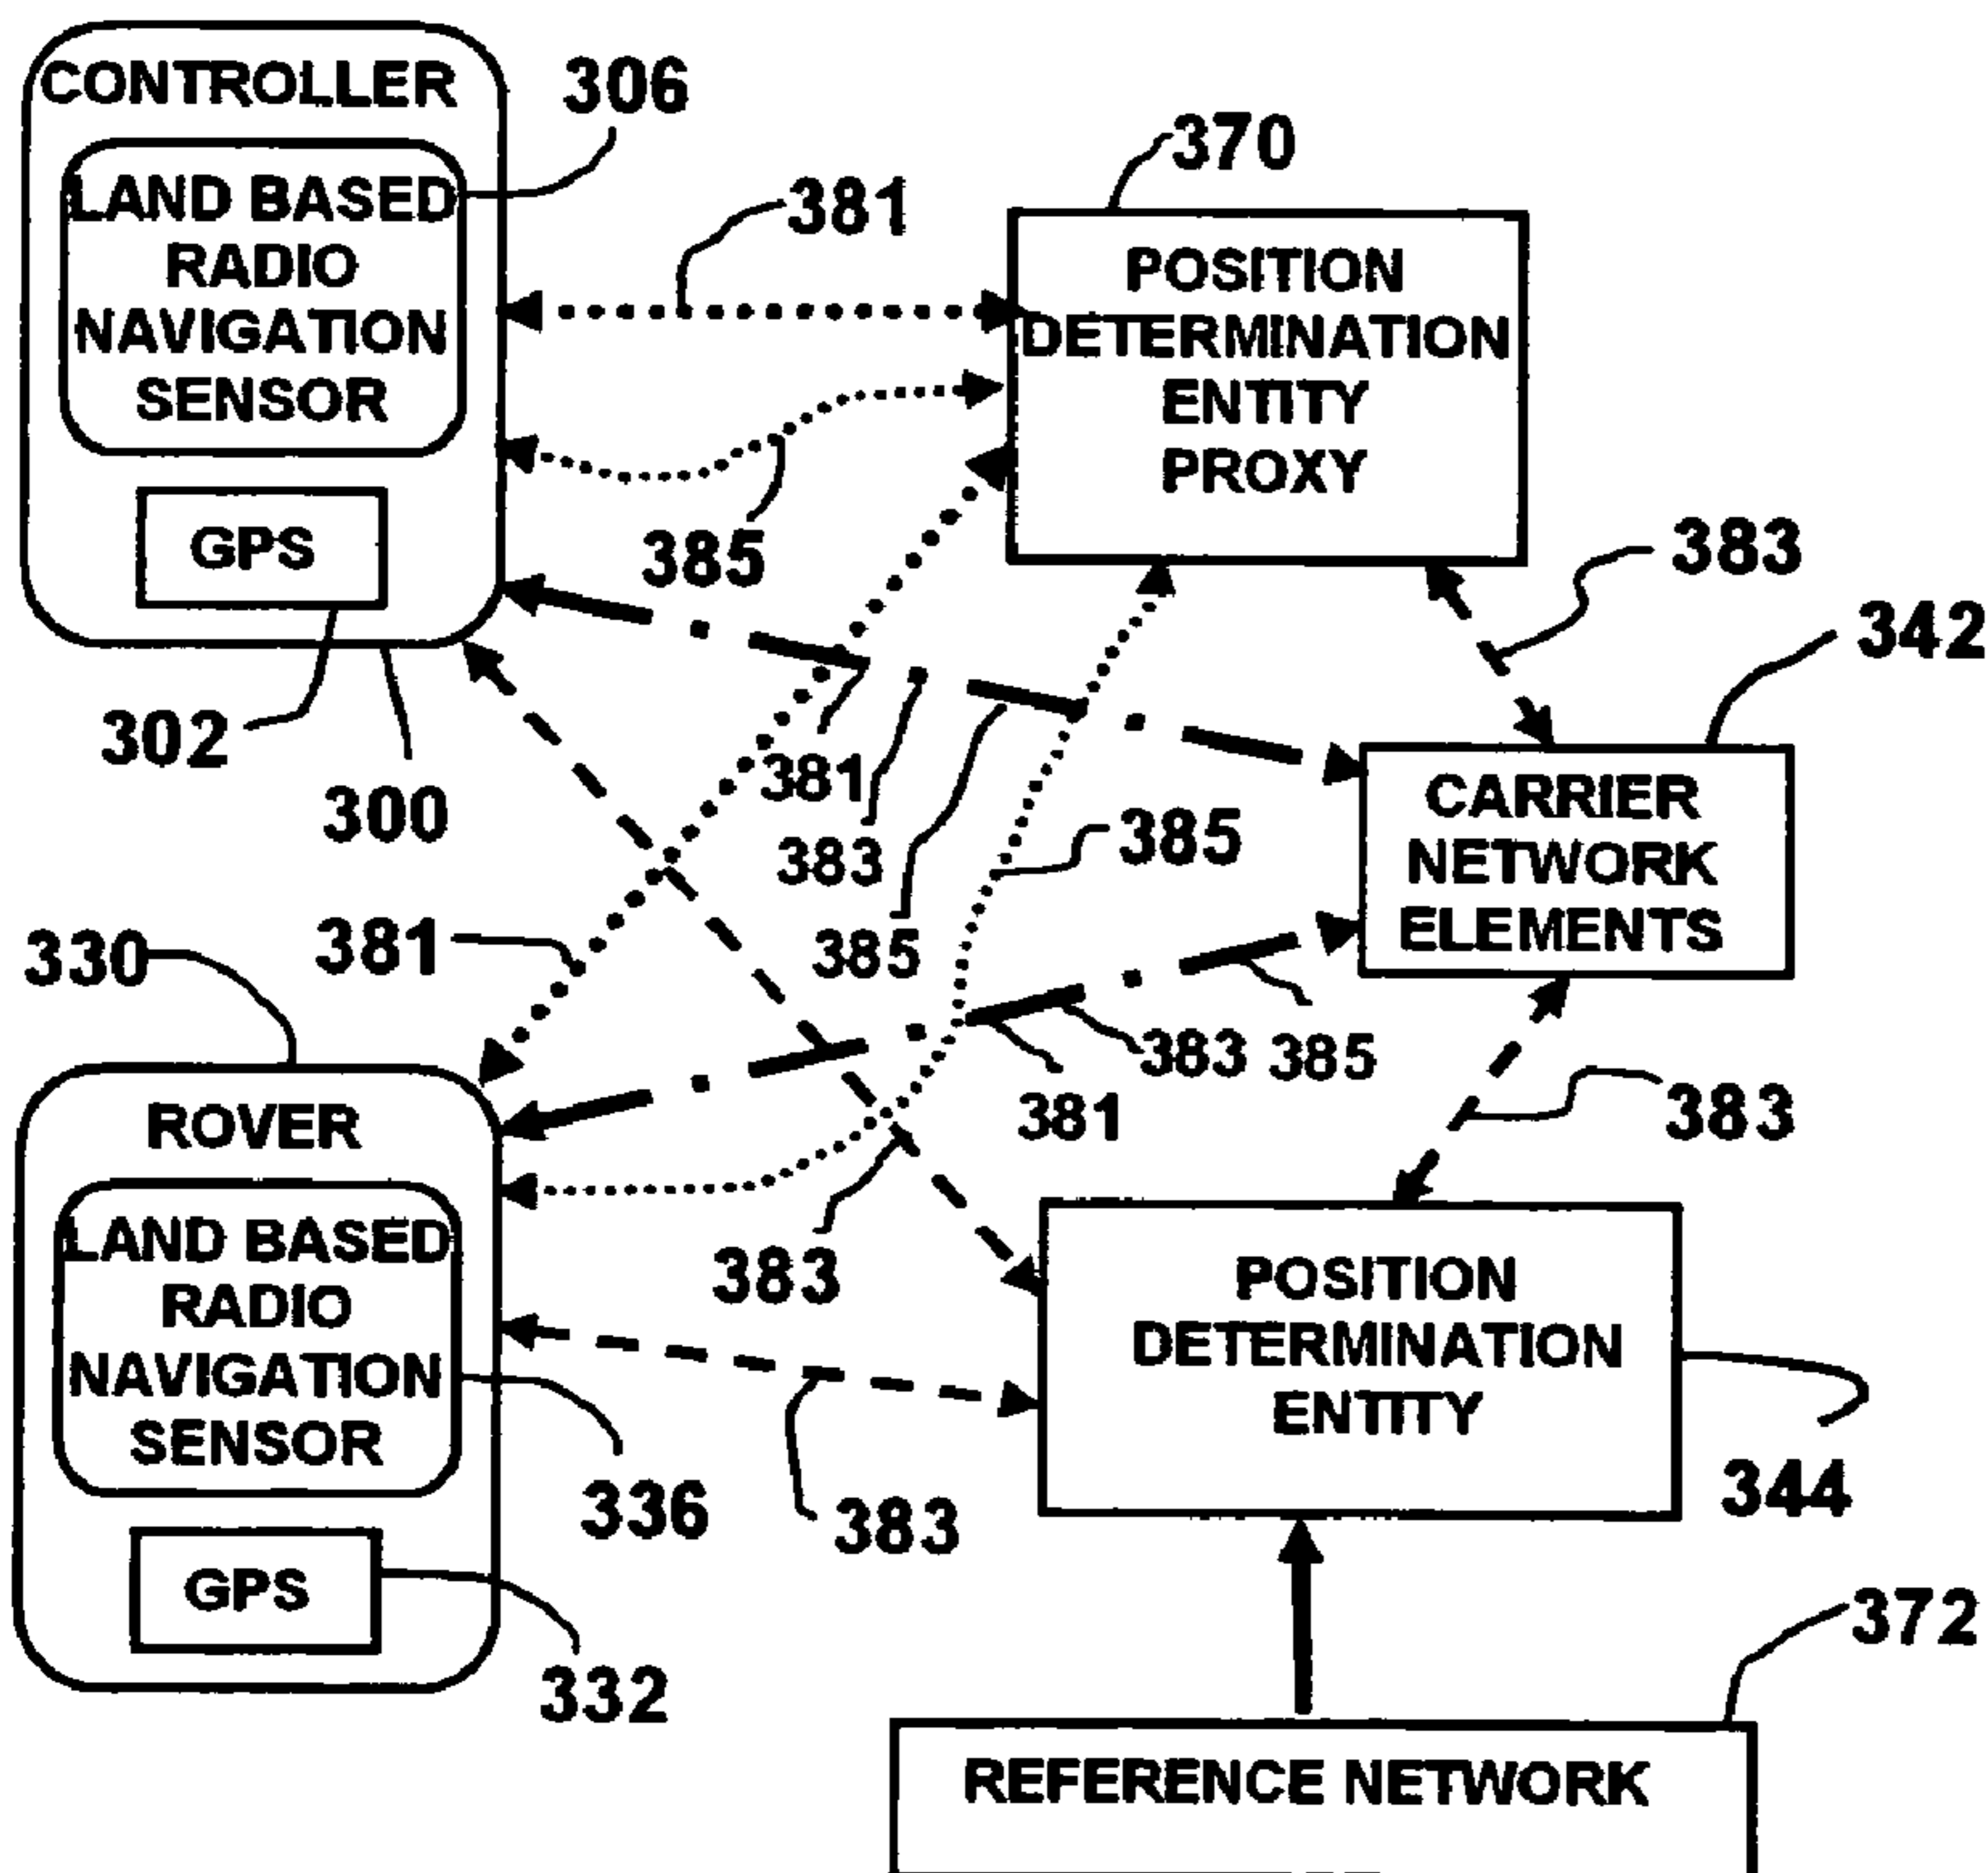 CONTROLLER
306
LAND BASED
RADIO
NAVIGATION
SENSOR
GPS
302
300
381
385
370
POSITION
DETERMINATION
ENTITY
PROXY
383
342
CARRIER
NETWORK
ELEMENTS
381
383
385
385
381
330
ROVER
LAND BASED
RADIO
NAVIGATION
SENSOR
GPS
336
332
381
383
385
383
383
383
POSITION
DETERMINATION
ENTITY
344
372
REFERENCE NETWORK